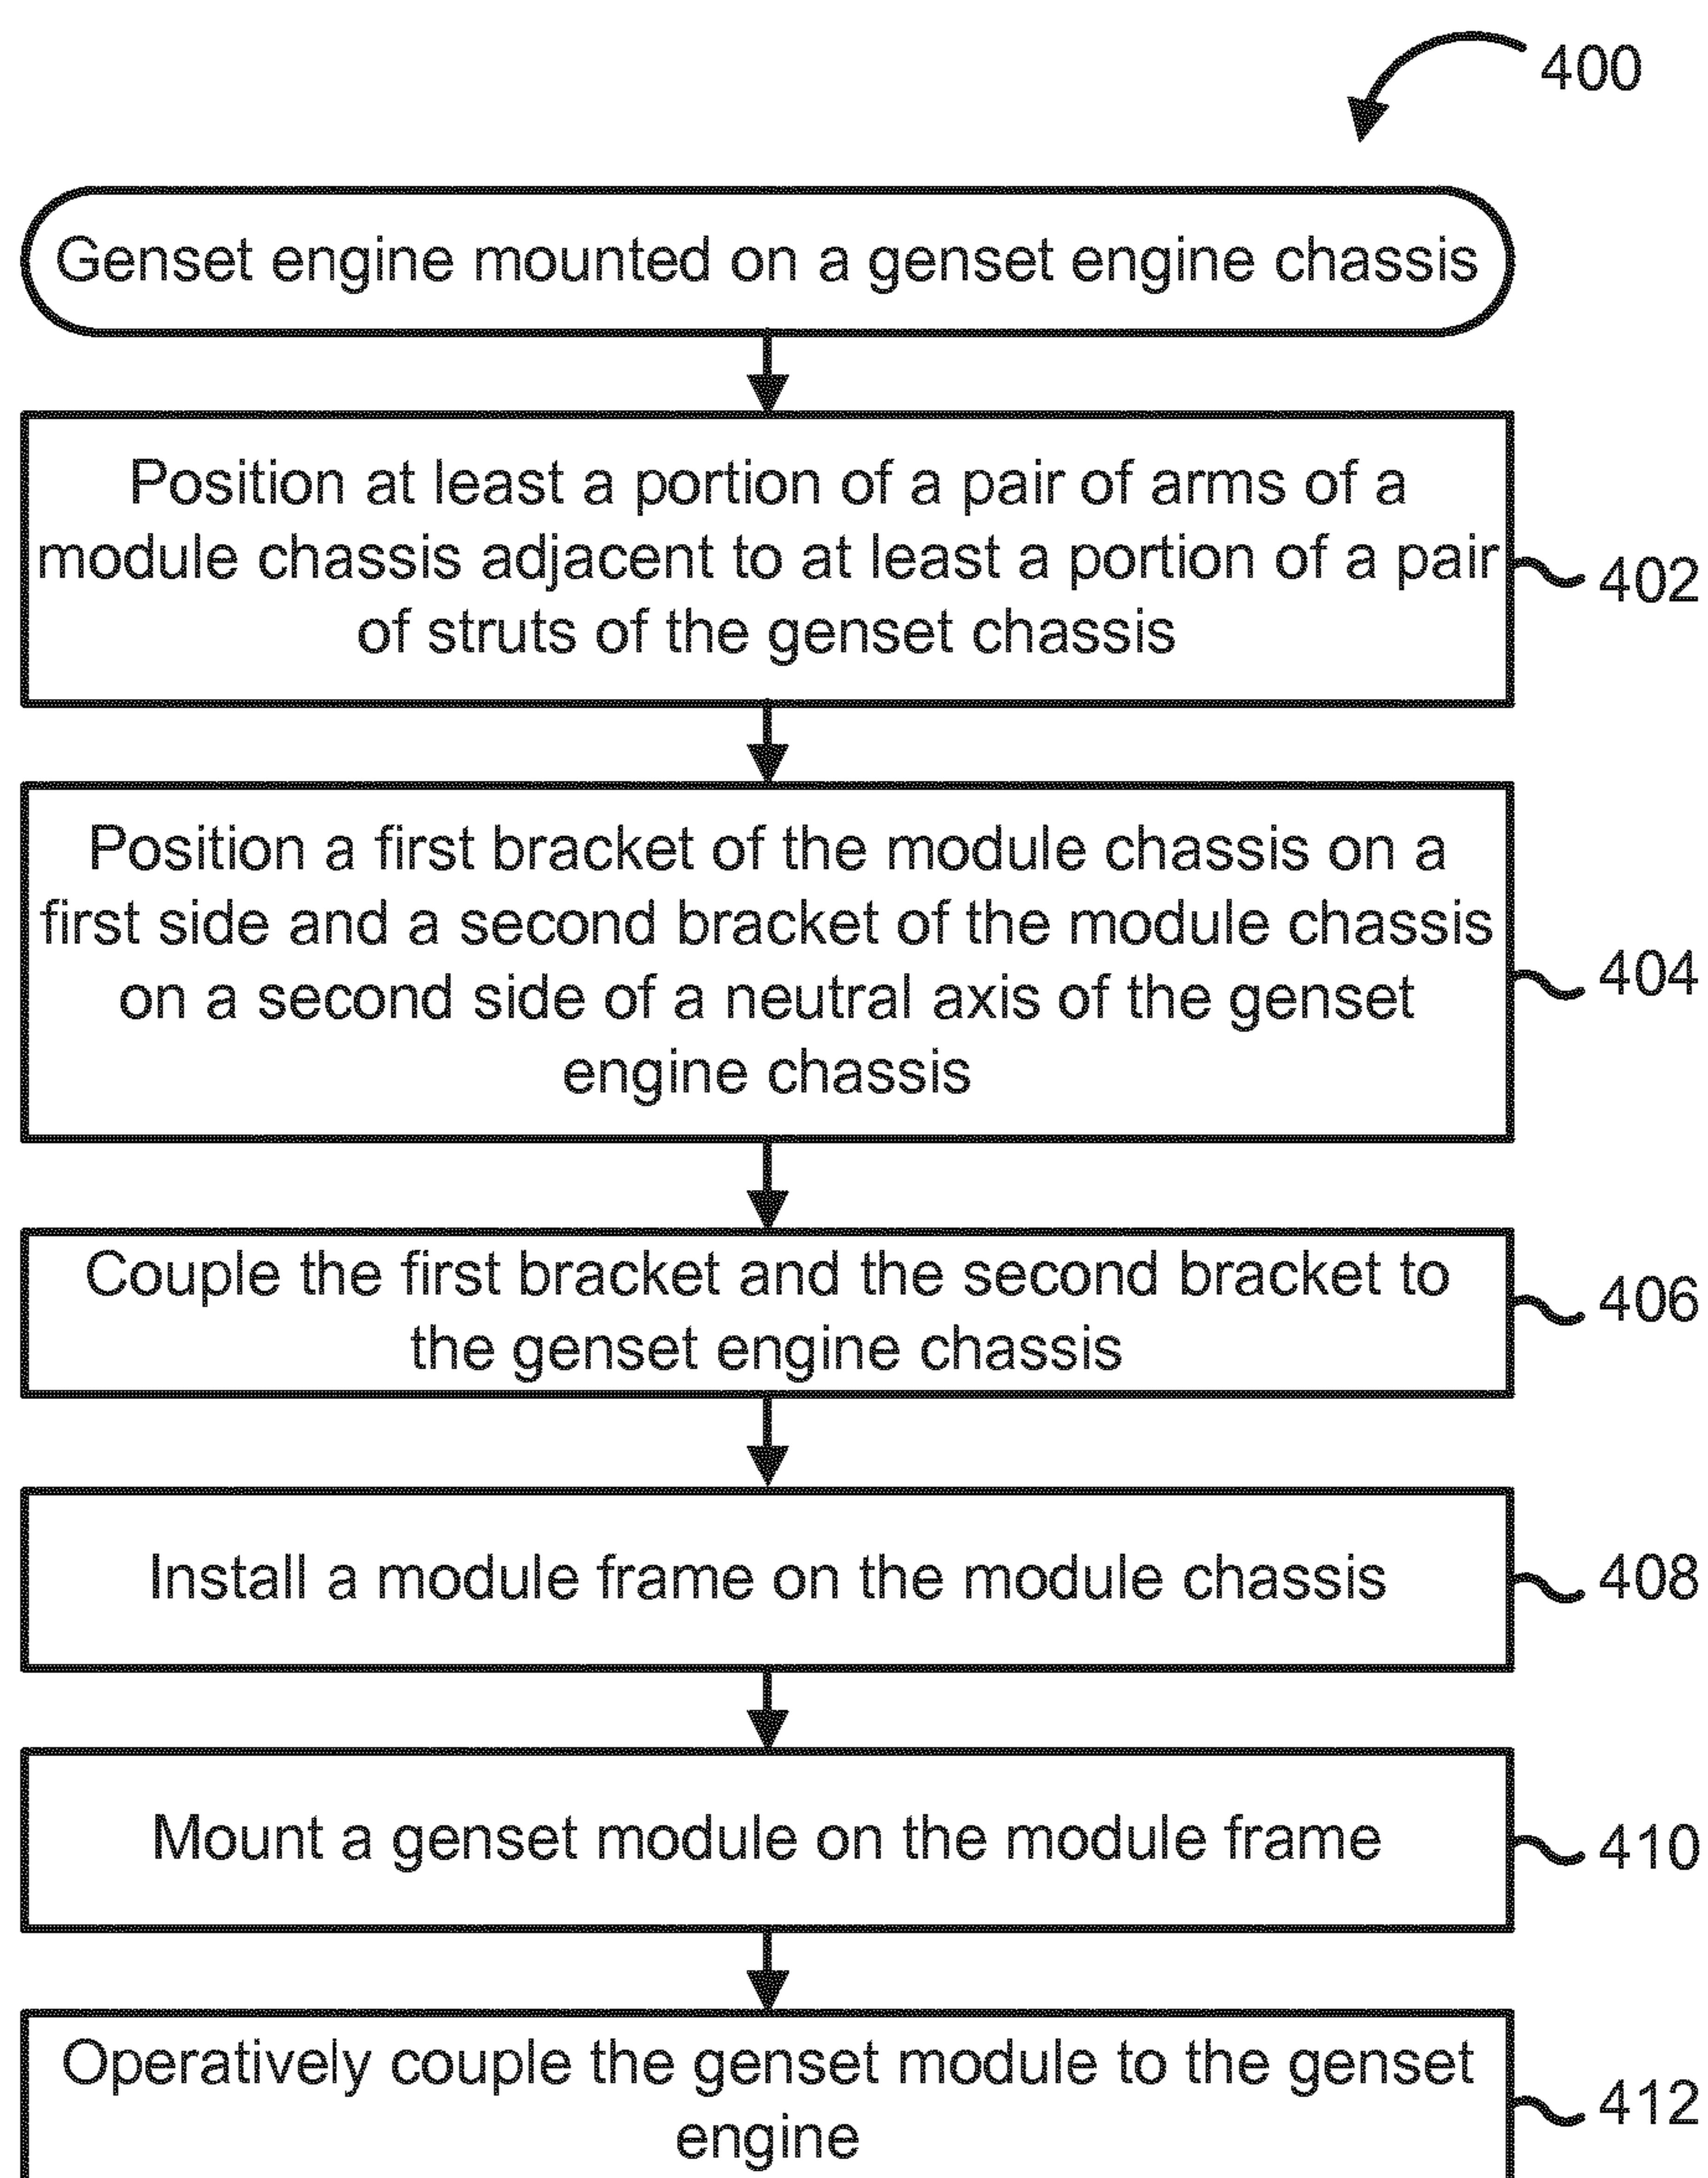 400
Genset engine mounted on a genset engine chassis
Position at least a portion of a pair of arms of a
module chassis adjacent to at least a portion of a pair
of struts of the genset chassis
402
Position a first bracket of the module chassis on a
first side and a second bracket of the module chassis
on a second side of a neutral axis of the genset
engine chassis
404
Couple the first bracket and the second bracket to
the genset engine chassis
406
Install a module frame on the module chassis
408
Mount a genset module on the module frame
410
Operatively couple the genset module to the genset
engine
412